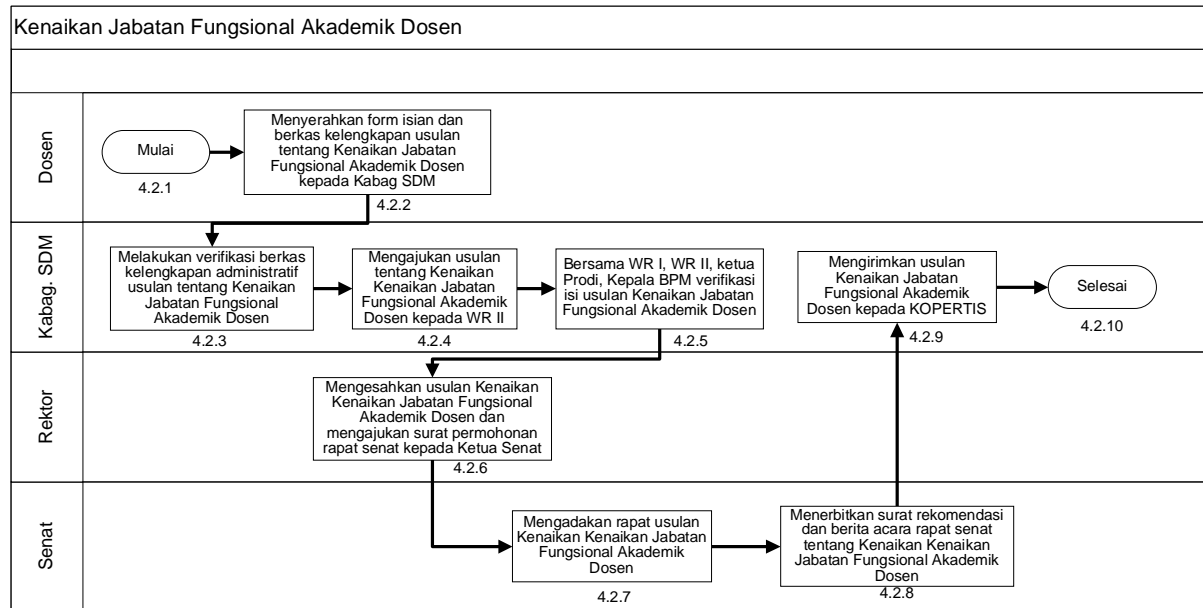 Kenaikan Jabatan Fungsional Akademik Dosen
Dosen
Mulai
4.2.1
Menyerahkan form isian dan
berkas kelengkapan usulan
tentang Kenaikan Jabatan
Fungsional Akademik Dosen
kepada Kabag SDM
4.2.2
Kabag. SDM
Melakukan verifikasi berkas
kelengkapan administratif
usulan tentang Kenaikan
Jabatan Fungsional
Akademik Dosen
4.2.3
Mengajukan usulan
tentang Kenaikan
Kenaikan Jabatan
Fungsional Akademik
Dosen kepada WR II
4.2.4
Bersama WR I, WR II, ketua
Prodi, Kepala BPM verifikasi
isi usulan Kenaikan Jabatan
Fungsional Akademik Dosen
4.2.5
Mengirimkan usulan
Kenaikan Jabatan
Fungsional Akademik
Dosen kepada KOPERTIS
4.2.9
Selesai
4.2.10
Rektor
Mengesahkan usulan Kenaikan
Kenaikan Jabatan Fungsional
Akademik Dosen dan
mengajukan surat permohonan
rapat senat kepada Ketua Senat
4.2.6
Senat
Mengadakan rapat usulan
Kenaikan Kenaikan Jabatan
Fungsional Akademik
Dosen
4.2.7
Menerbitkan surat rekomendasi
dan berita acara rapat senat
tentang Kenaikan Kenaikan
Jabatan Fungsional Akademik
Dosen
4.2.8